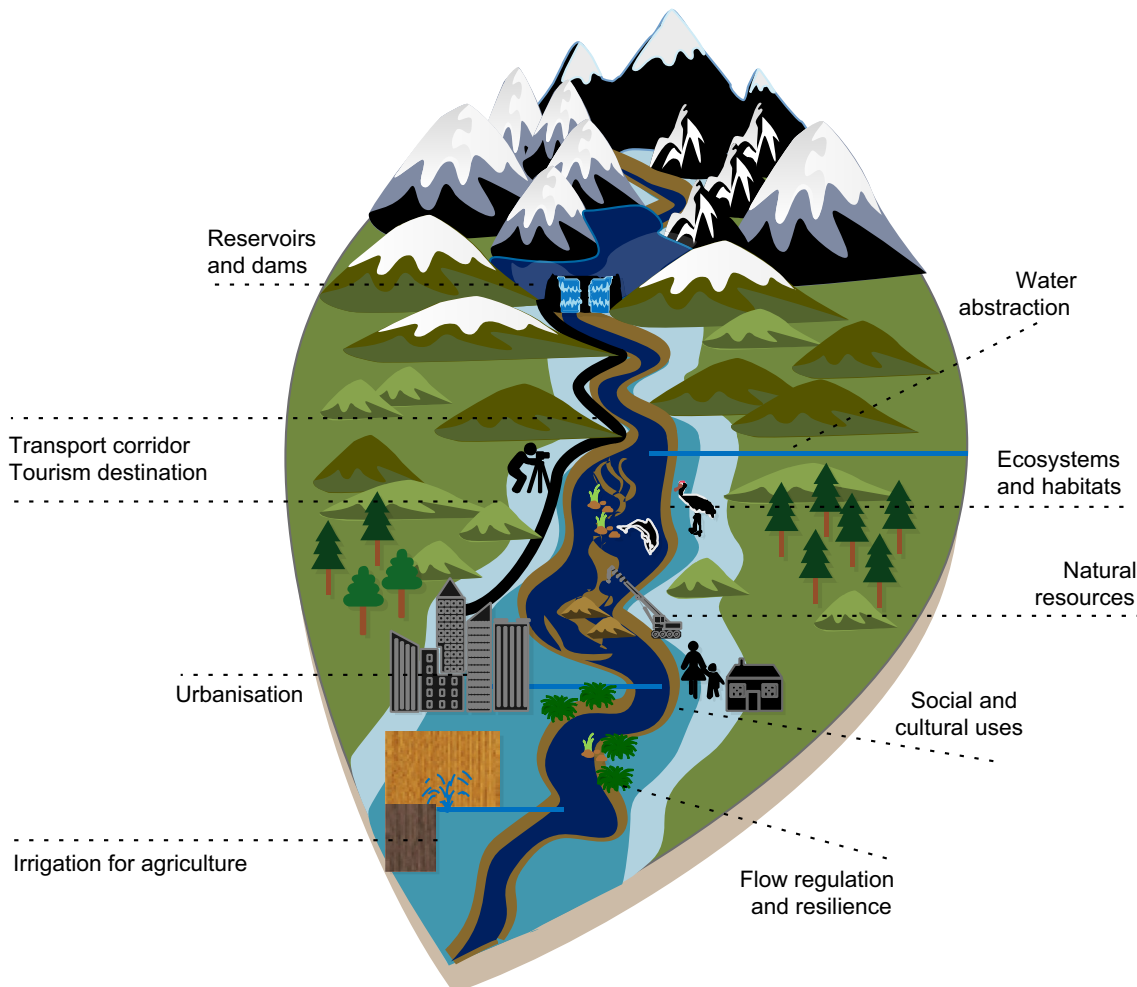 Reservoirs
and dams
Water
abstraction
Transport corridor
Tourism destination
Ecosystems
and habitats
Natural
resources
Urbanisation
Social and
cultural uses
Irrigation for agriculture
Flow regulation
and resilience